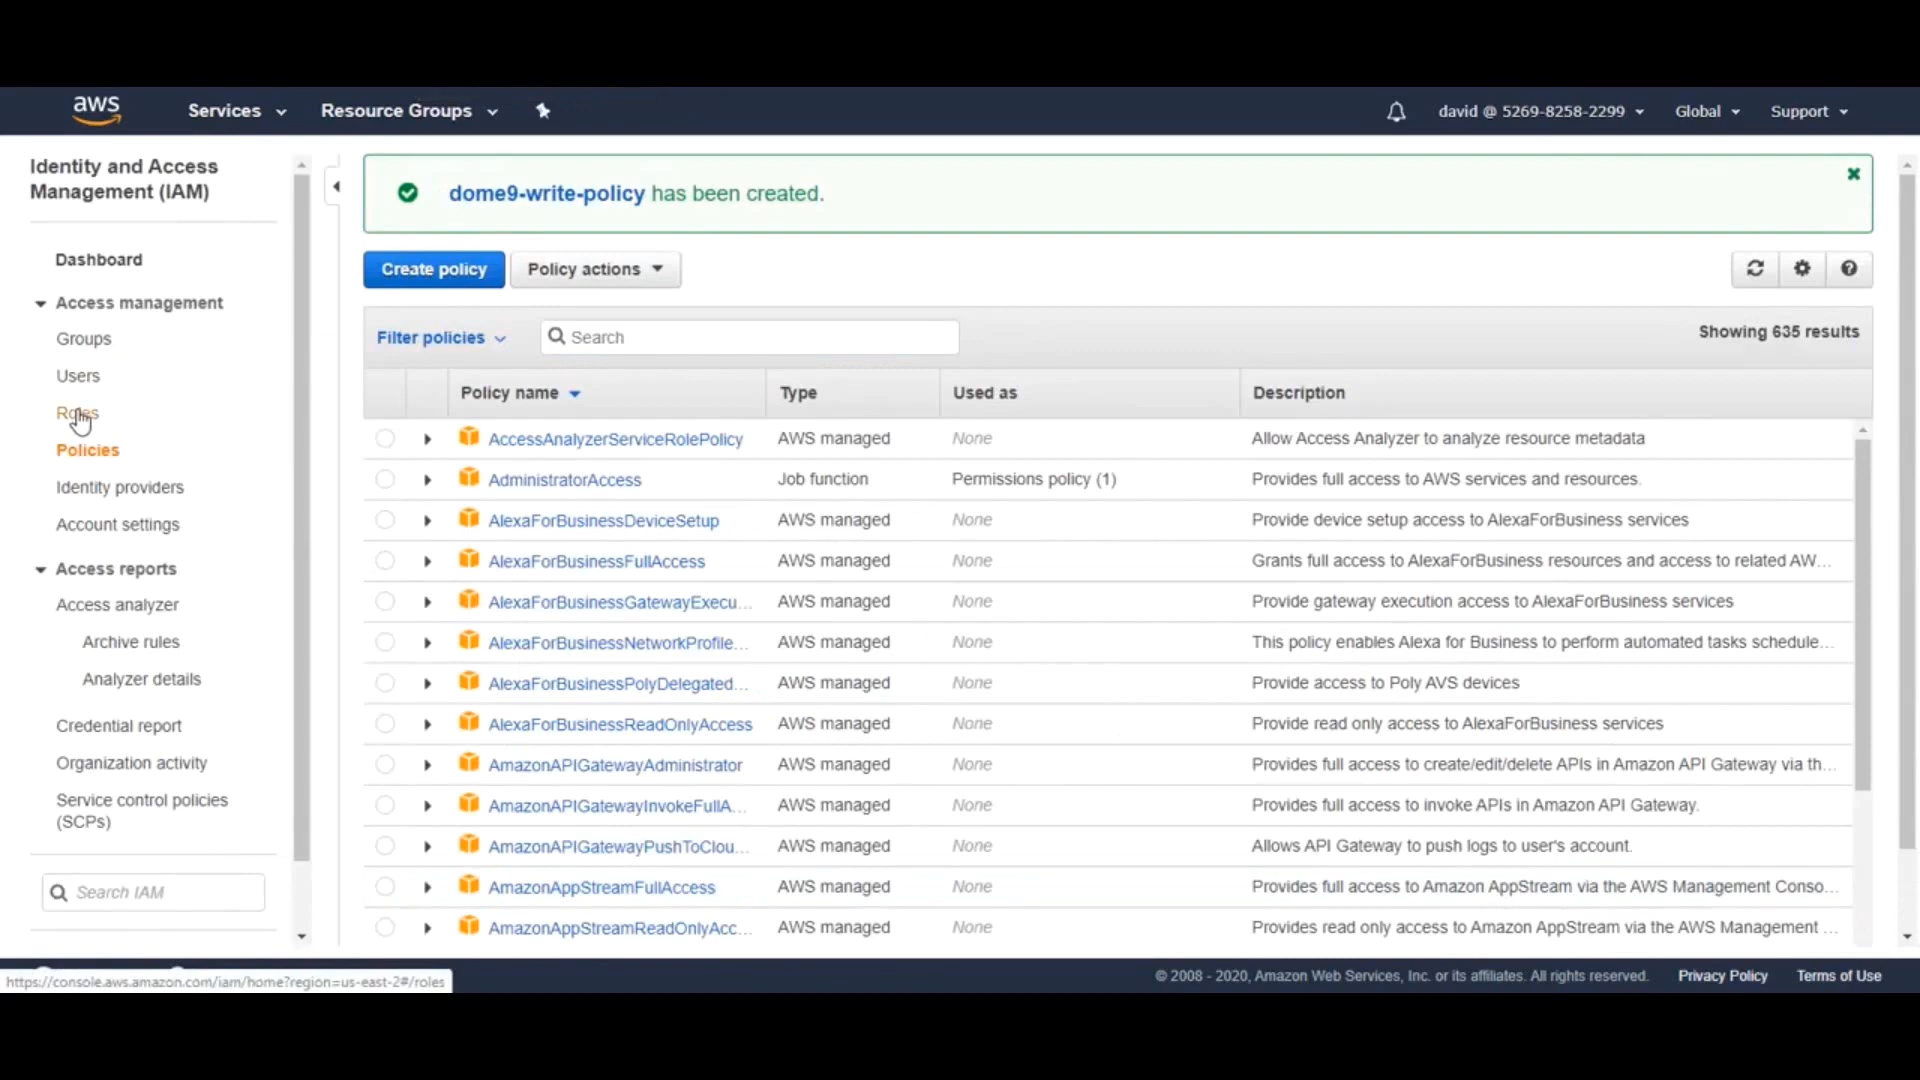 aws
Services
Resource Groups
david @ 5269-8258-2299
Global
Support
Identity and Access
Management (IAM)
Dashboard
Access management
Groups
Users
Roles
Policies
Identity providers
Account settings
Access reports
Access analyzer
Archive rules
Analyzer details
Credential report
Organization activity
Service control policies
(SCPs)
Search IAM
dome9-write-policy has been created.
Create policy
Policy actions
Filter policies
Search
Showing 635 results
Policy name Type Used as Description
AccessAnalyzerServiceRolePolicy AWS managed None Allow Access Analyzer to analyze resource metadata
AdministratorAccess Job function Permissions policy (1) Provides full access to AWS services and resources.
AlexaForBusinessDeviceSetup AWS managed None Provide device setup access to AlexaForBusiness services
AlexaForBusinessFullAccess AWS managed None Grants full access to AlexaForBusiness resources and access to related AW...
AlexaForBusinessGatewayExecu... AWS managed None Provide gateway execution access to AlexaForBusiness services
AlexaForBusinessNetworkProfile... AWS managed None This policy enables Alexa for Business to perform automated tasks schedule...
AlexaForBusinessPolyDelegated... AWS managed None Provide access to Poly AVS devices
AlexaForBusinessReadOnlyAccess AWS managed None Provide read only access to AlexaForBusiness services
AmazonAPIGatewayAdministrator AWS managed None Provides full access to create/edit/delete APIs in Amazon API Gateway via th...
AmazonAPIGatewayInvokeFullA... AWS managed None Provides full access to invoke APIs in Amazon API Gateway.
AmazonAPIGatewayPushToClou... AWS managed None Allows API Gateway to push logs to user's account.
AmazonAppStreamFullAccess AWS managed None Provides full access to Amazon AppStream via the AWS Management Conso...
AmazonAppStreamReadOnlyAcc... AWS managed None Provides read only access to Amazon AppStream via the AWS Management ...
https://console.aws.amazon.com/iam/home?region=us-east-2#/roles
© 2008 - 2020, Amazon Web Services, Inc. or its affiliates. All rights reserved.
Privacy Policy
Terms of Use